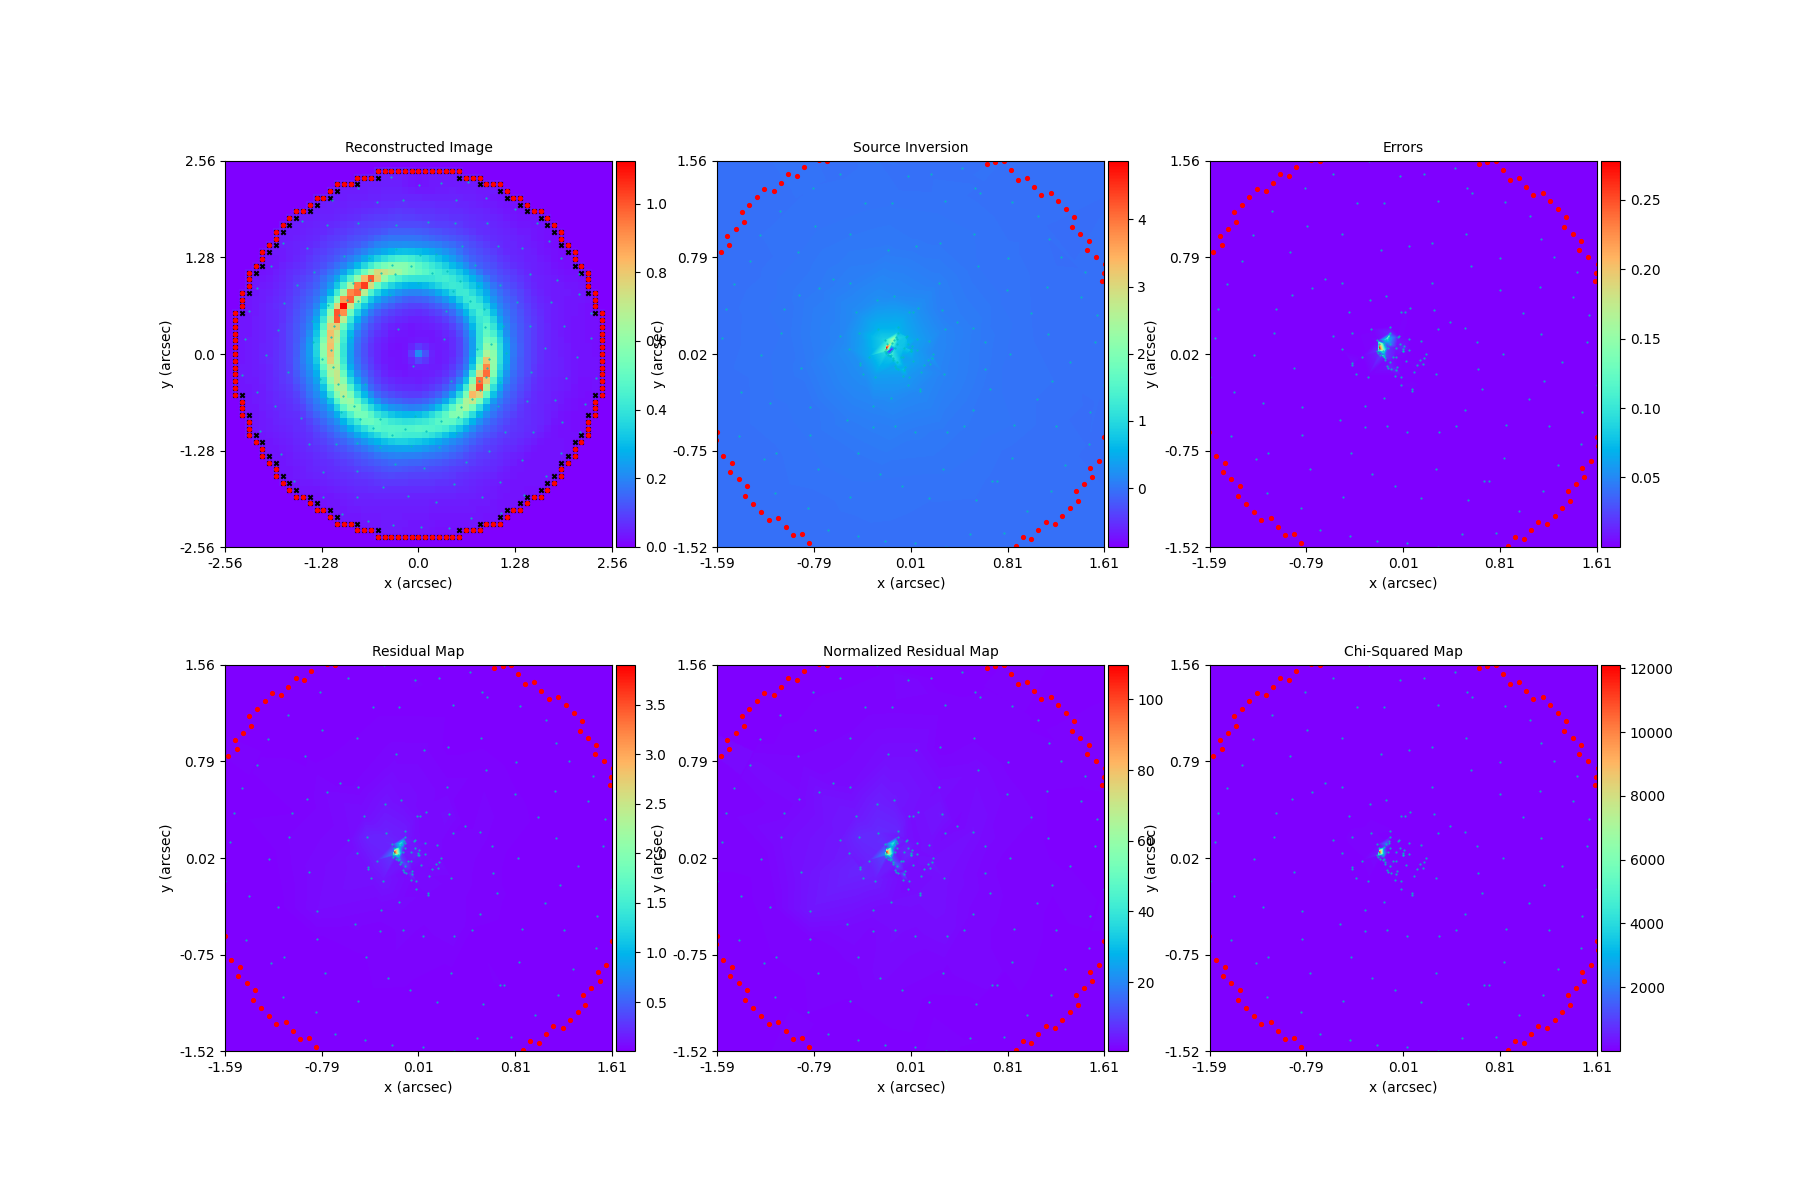 Reconstructed Image
2.56
1.28
0.0
-1.28
-2.56
y (arcsec)
-2.56 -1.28 0.0 1.28 2.56
x (arcsec)
1.0
0.8
0.6
0.4
0.2
0.0
Source Inversion
1.56
0.79
0.02
-0.75
-1.52
y (arcsec)
-1.59 -0.79 0.01 0.81 1.61
x (arcsec)
4
3
2
1
0
Errors
1.56
0.79
0.02
-0.75
-1.52
y (arcsec)
-1.59 -0.79 0.01 0.81 1.61
x (arcsec)
0.25
0.20
0.15
0.10
0.05
Residual Map
1.56
0.79
0.02
-0.75
-1.52
y (arcsec)
-1.59 -0.79 0.01 0.81 1.61
x (arcsec)
3.5
3.0
2.5
2.0
1.5
1.0
0.5
Normalized Residual Map
1.56
0.79
0.02
-0.75
-1.52
y (arcsec)
-1.59 -0.79 0.01 0.81 1.61
x (arcsec)
100
80
60
40
20
Chi-Squared Map
1.56
0.79
0.02
-0.75
-1.52
y (arcsec)
-1.59 -0.79 0.01 0.81 1.61
x (arcsec)
12000
10000
8000
6000
4000
2000